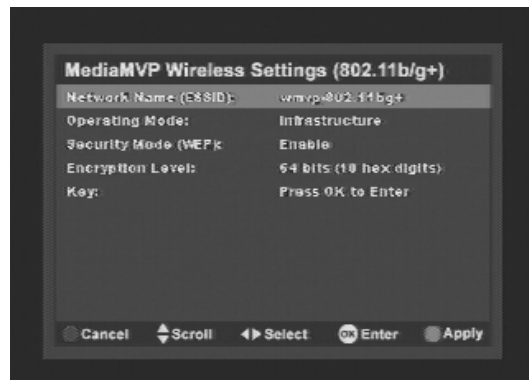 MediaMVP Wireless Settings (802.11b/g+)
Network Name (ESSID): wmvp-802.11bg+
Operating Mode: Infrastructure
Security Mode (WEP): Enable
Encryption Level: 64 bits (10 hex digits)
Key: Press OK to Enter
Cancel Scroll Select OK Enter Apply